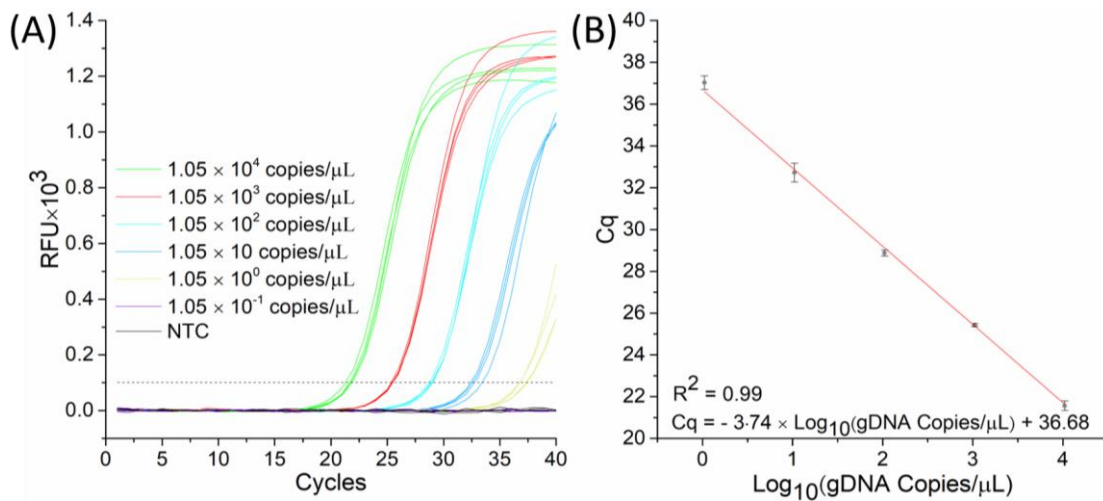 (A)
RFU×10³
1.4
1.2
1.0
0.8
0.6
0.4
0.2
0.0
1.05 × 10⁴ copies/μL
1.05 × 10³ copies/μL
1.05 × 10² copies/μL
1.05 × 10 copies/μL
1.05 × 10⁰ copies/μL
1.05 × 10⁻¹ copies/μL
NTC
0 5 10 15 20 25 30 35 40
Cycles
(B)
Cq
38
36
34
32
30
28
26
24
22
20
R² = 0.99
Cq = - 3.74 × Log₁₀(gDNA Copies/μL) + 36.68
0 1 2 3 4
Log₁₀(gDNA Copies/μL)